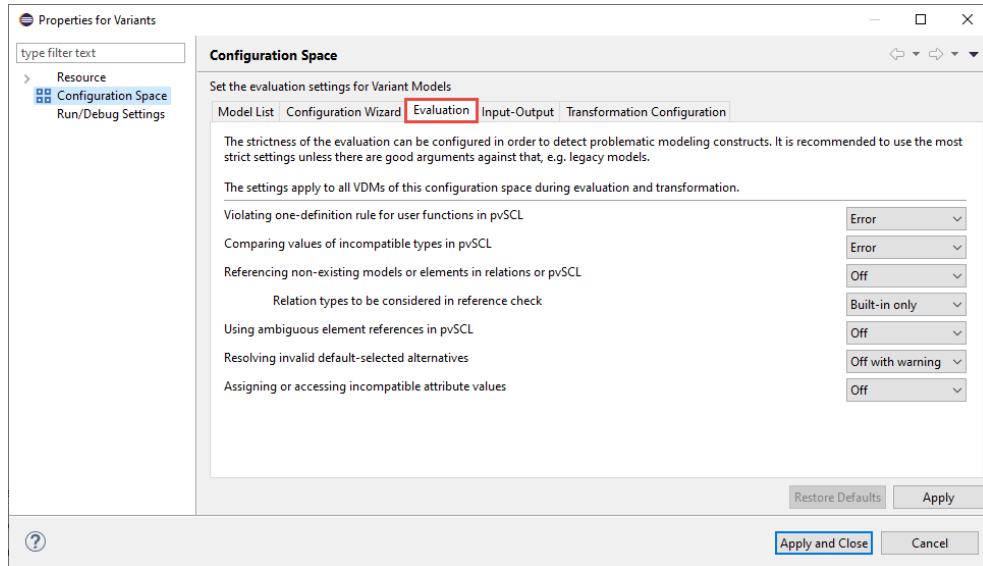 Properties for Variants
type filter text
Resource
Configuration Space
Run/Debug Settings
Configuration Space
Set the evaluation settings for Variant Models
Model List Configuration Wizard Evaluation Input-Output Transformation Configuration
The strictness of the evaluation can be configured in order to detect problematic modeling constructs. It is recommended to use the most
strict settings unless there are good arguments against that, e.g. legacy models.
The settings apply to all VDMs of this configuration space during evaluation and transformation.
Violating one-definition rule for user functions in pvSCL Error
Comparing values of incompatible types in pvSCL Error
Referencing non-existing models or elements in relations or pvSCL Off
Relation types to be considered in reference check Built-in only
Using ambiguous element references in pvSCL Off
Resolving invalid default-selected alternatives Off with warning
Assigning or accessing incompatible attribute values Off
Restore Defaults Apply
Apply and Close Cancel